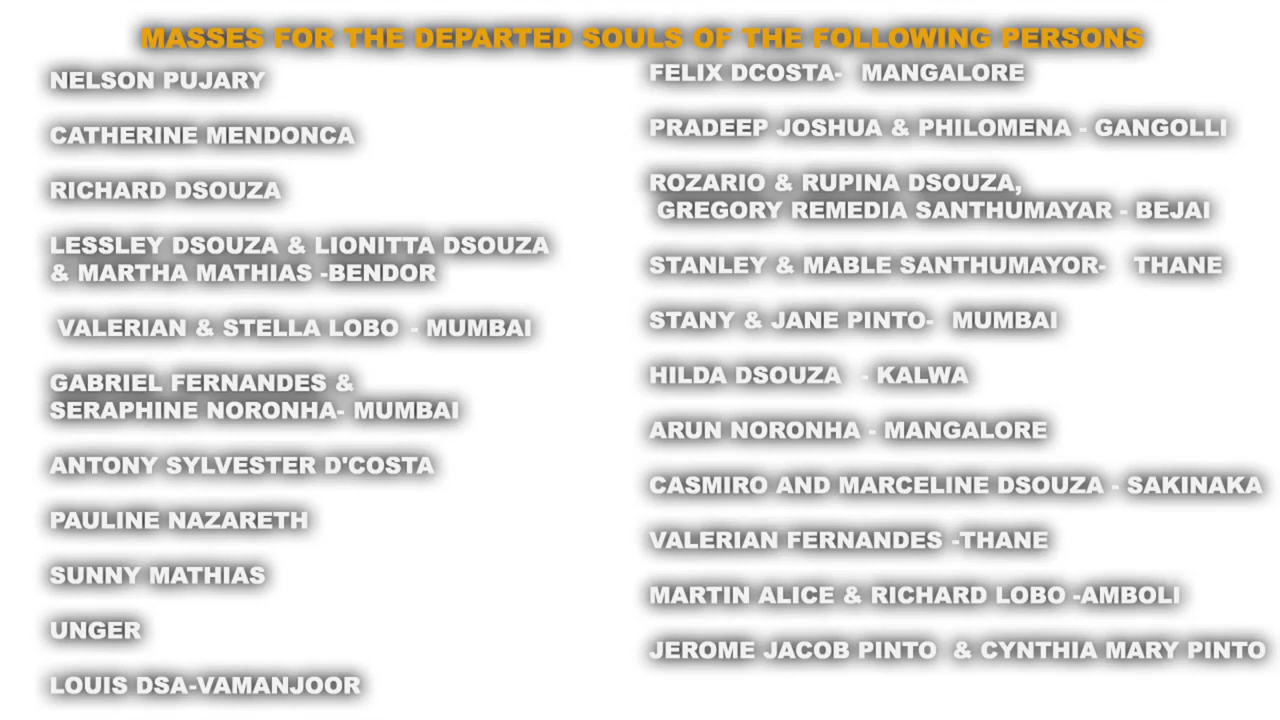 MASSES FOR THE DEPARTED SOULS OF THE FOLLOWING PERSONS
NELSON PUJARY
CATHERINE MENDONCA
RICHARD DSOUZA
LESSLEY DSOUZA & LIONITTA DSOUZA
& MARTHA MATHIAS -BENDOR
VALERIAN & STELLA LOBO - MUMBAI
GABRIEL FERNANDES &
SERAPHINE NORONHA- MUMBAI
ANTONY SYLVESTER D'COSTA
PAULINE NAZARETH
SUNNY MATHIAS
UNGER
LOUIS DSA-VAMANJOOR
FELIX DCOSTA- MANGALORE
PRADEEP JOSHUA & PHILOMENA - GANGOLLI
ROZARIO & RUPINA DSOUZA,
GREGORY REMEDIA SANTHUMAYAR - BEJAI
STANLEY & MABLE SANTHUMAYOR- THANE
STANY & JANE PINTO- MUMBAI
HILDA DSOUZA - KALWA
ARUN NORONHA - MANGALORE
CASMIRO AND MARCELINE DSOUZA - SAKINAKA
VALERIAN FERNANDES -THANE
MARTIN ALICE & RICHARD LOBO -AMBOLI
JEROME JACOB PINTO & CYNTHIA MARY PINTO